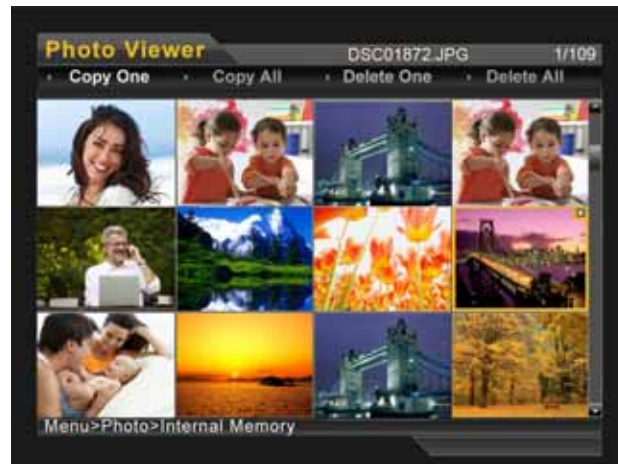 Photo Viewer
DSC01872.JPG 1/109
Copy One Copy All Delete One Delete All
Menu>Photo>Internal Memory